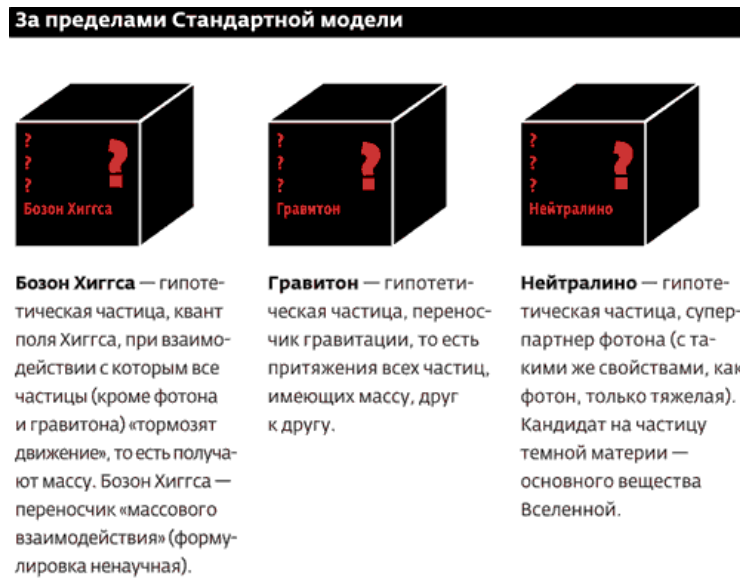 За пределами Стандартной модели
?
?
?
?
Бозон Хиггса
?
?
?
?
Гравитон
?
?
?
?
Нейтралино
Бозон Хиггса — гипоте-
тическая частица, квант
поля Хиггса, при взаимо-
действии с которым все
частицы (кроме фотона
и гравитона) «тормозят
движение», то есть получа-
ют массу. Бозон Хиггса —
переносчик «массового
взаимодействия» (форму-
лировка ненаучная).
Гравитон — гипотети-
ческая частица, перенос-
чик гравитации, то есть
притяжения всех частиц,
имеющих массу, друг
к другу.
Нейтралино — гипоте-
тическая частица, супер-
партнер фотона (с та-
кими же свойствами, как
фотон, только тяжелая).
Кандидат на частицу
темной материи —
основного вещества
Вселенной.